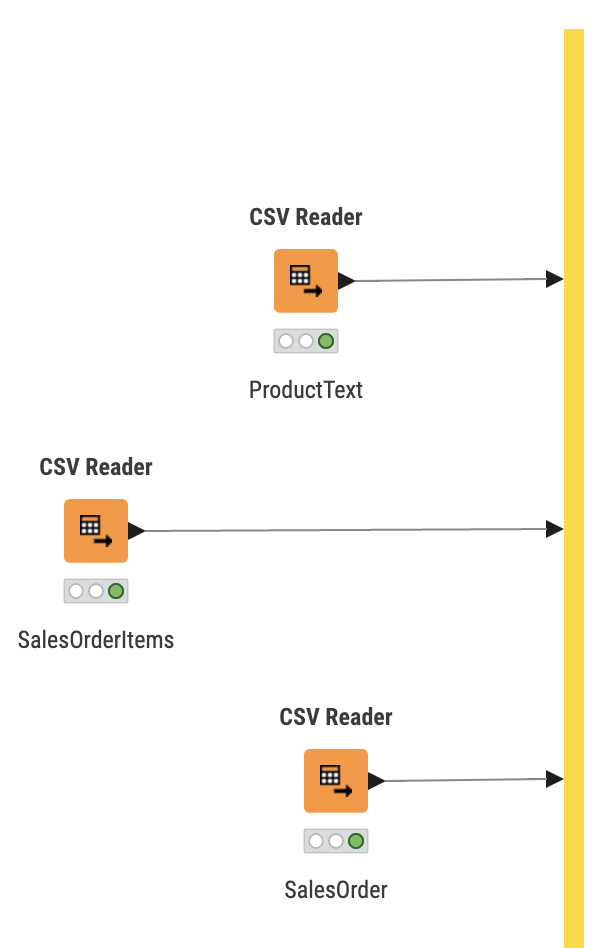 CSV Reader
ProductText
CSV Reader
SalesOrderItems
CSV Reader
SalesOrder